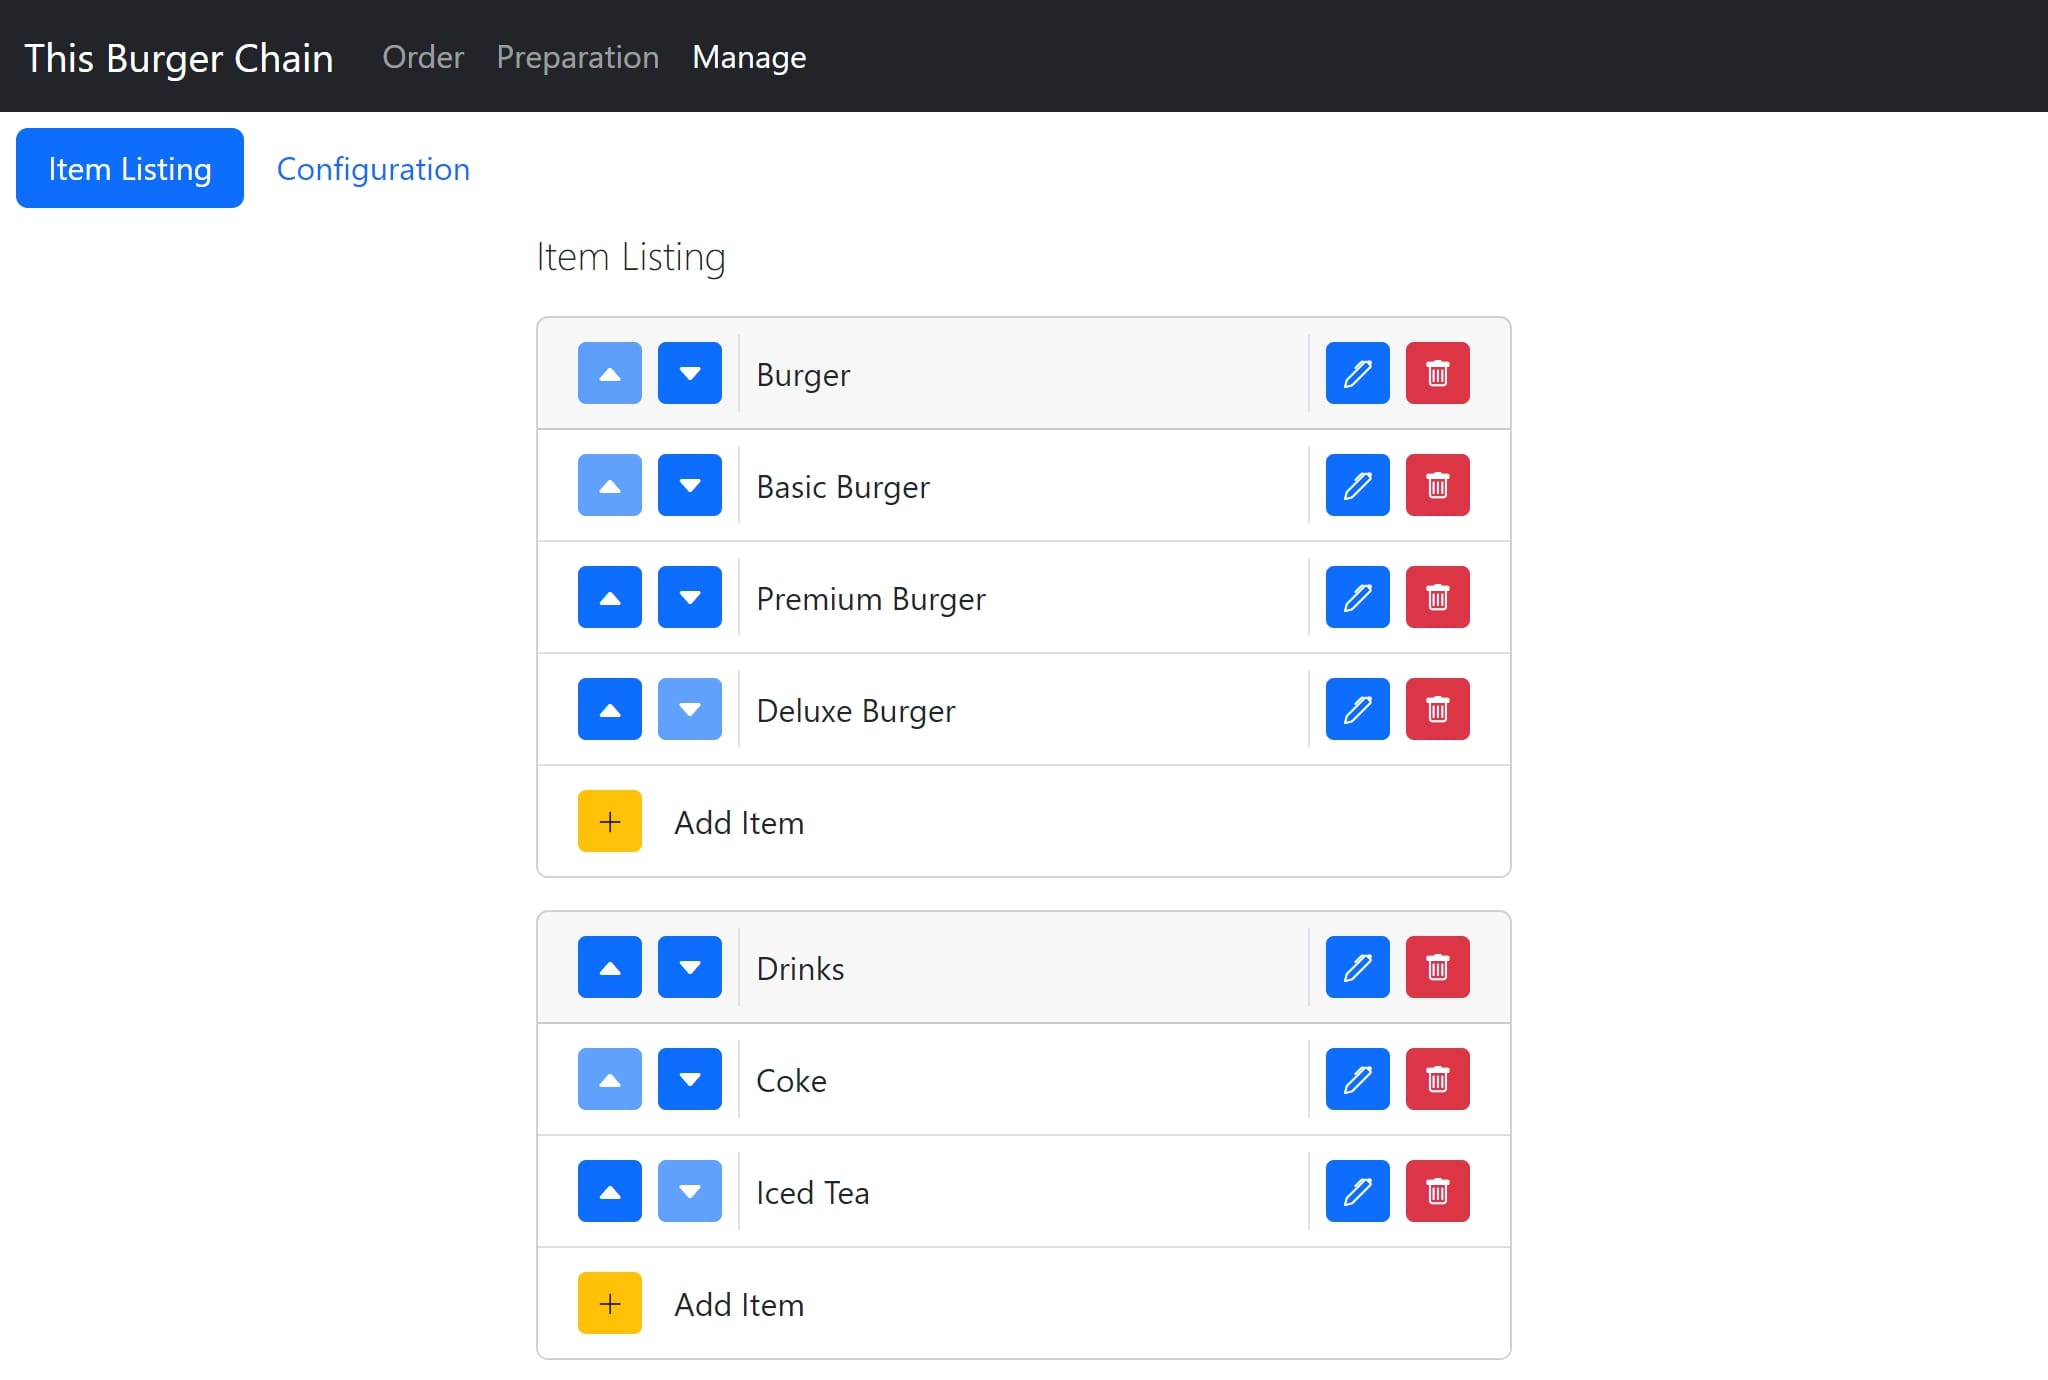 This Burger Chain Order Preparation Manage
Item Listing Configuration
Item Listing
Burger
Basic Burger
Premium Burger
Deluxe Burger
Add Item
Drinks
Coke
Iced Tea
Add Item